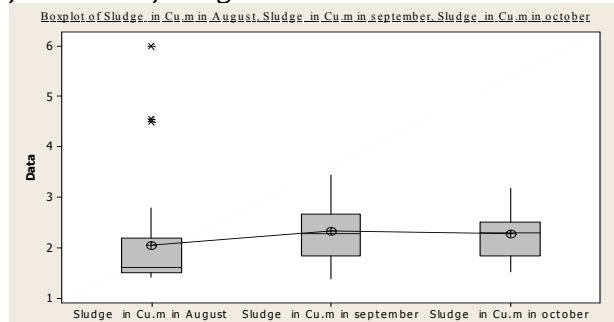 Boxplot of Sludge in Cu.m in August, Sludge in Cu.m in september, Sludge in Cu.m in october
6
5
4
3
2
1
Data
Sludge in Cu.m in August Sludge in Cu.m in september Sludge in Cu.m in october